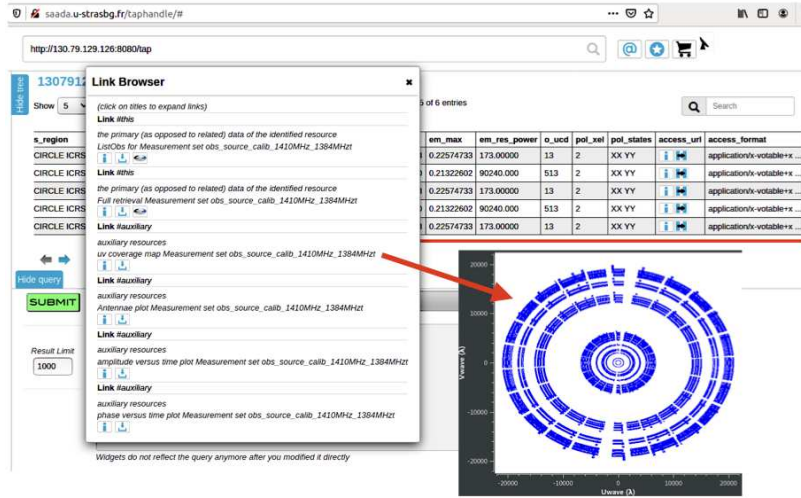 saada.u-strasbg.fr/taphandle/#
http://130.79.129.126:8080/tap
Hide tree
1307912
Show 5
5 of 6 entries
Search
s_region em_max em_res_power o_ucd pol_xel pol_states access_url access_format
CIRCLE ICRS 0.22574733 173.00000 13 2 XX YY application/x-votable+x ...
CIRCLE ICRS 0.21322602 90240.000 513 2 XX YY application/x-votable+x ...
CIRCLE ICRS 0.22574733 173.00000 13 2 XX YY application/x-votable+x ...
CIRCLE ICRS 0.21322602 90240.000 513 2 XX YY application/x-votable+x ...
CIRCLE ICRS 0.22574733 173.00000 13 2 XX YY application/x-votable+x ...
Link Browser
(click on titles to expand links)
Link #this
the primary (as opposed to related) data of the identified resource
ListObs for Measurement set obs_source_calib_1410MHz_1384MHzt
Link #this
the primary (as opposed to related) data of the identified resource
Full retrieval Measurement set obs_source_calib_1410MHz_1384MHzt
Link #auxiliary
auxiliary resources
uv coverage map Measurement set obs_source_calib_1410MHz_1384MHzt
Link #auxiliary
auxiliary resources
Antennae plot Measurement set obs_source_calib_1410MHz_1384MHzt
Link #auxiliary
auxiliary resources
amplitude versus time plot Measurement set obs_source_calib_1410MHz_1384MHzt
Link #auxiliary
auxiliary resources
phase versus time plot Measurement set obs_source_calib_1410MHz_1384MHzt
Hide query
SUBMIT
Result Limit
1000
Widgets do not reflect the query anymore after you modified it directly
Vwave (λ)
20000
10000
0
-10000
-20000
-20000 -10000 0 10000 20000
Uwave (λ)